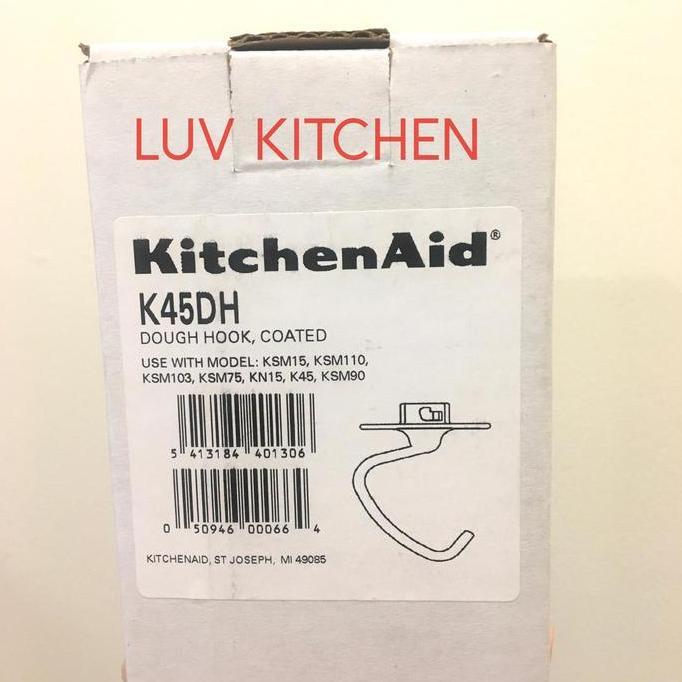 LUV KITCHEN
KitchenAid®
K45DH
DOUGH HOOK, COATED
USE WITH MODEL: KSM15, KSM110,
KSM103, KSM75, KN15, K45, KSM90
5 413184 401306
0 50946 00066 4
KITCHENAID, ST JOSEPH, MI 49085